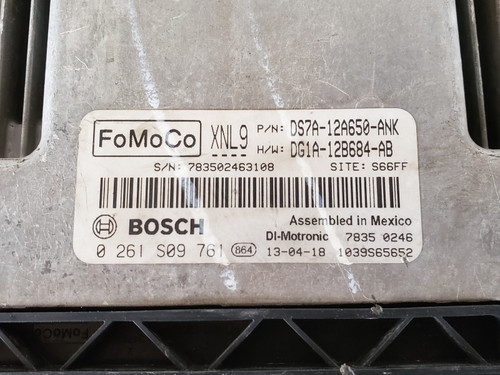 FoMoCo XNL9 P/N: DS7A-12A650-ANK
H/W: DG1A-12B684-AB
S/N: 783502463108 SITE: S66FF
BOSCH Assembled in Mexico
DI-Motronic 7835 0246
0 261 S09 761 864 13-04-18 1039S65652
FoMoCo